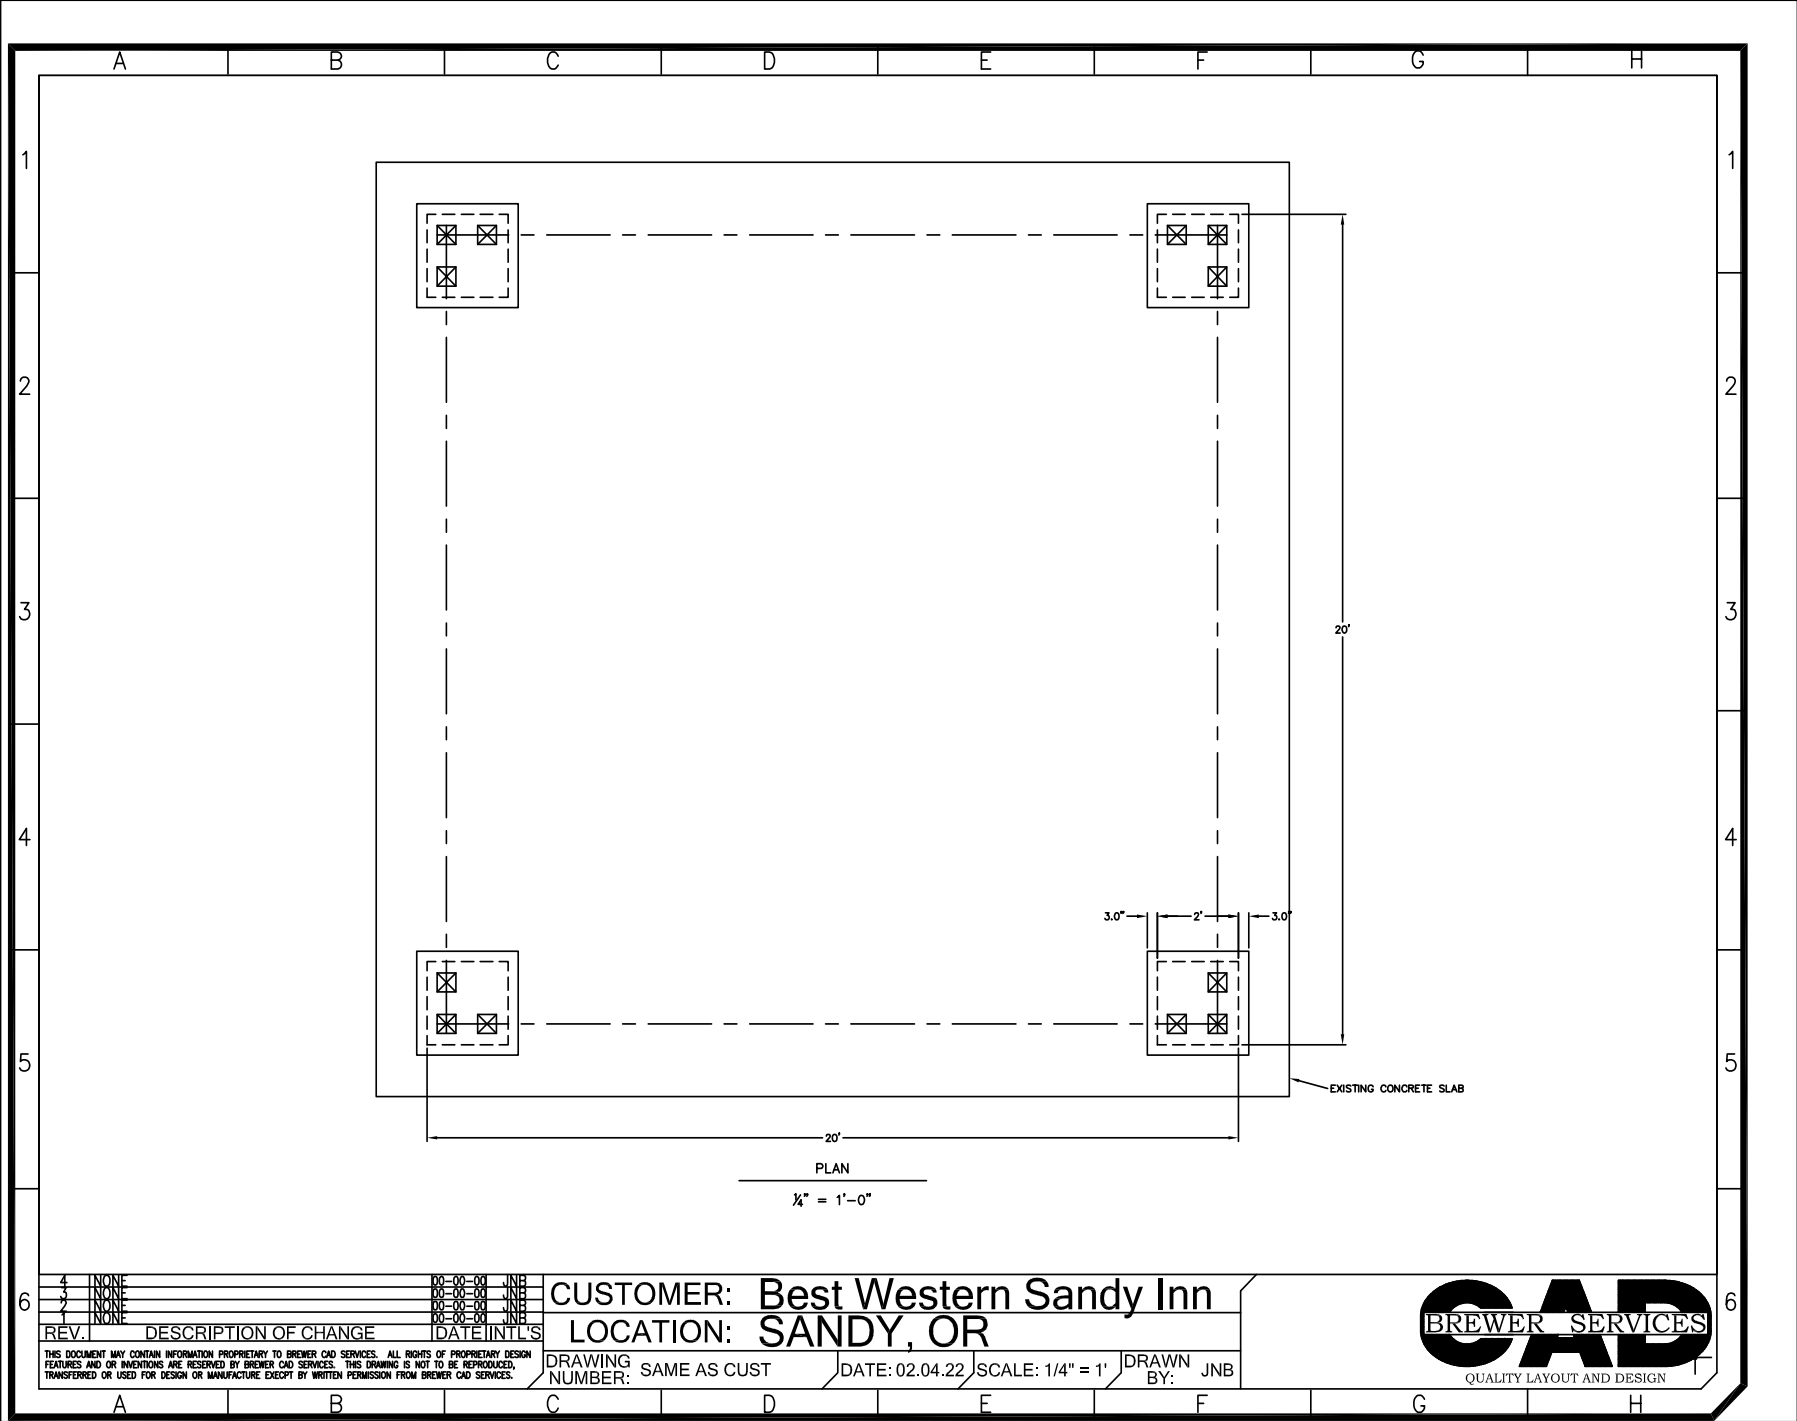 A B C D E F G H
1 1
2 2
3 3
20'
4 4
3.0" 2' 3.0"
5 5
EXISTING CONCRETE SLAB
20'
PLAN
¼" = 1'-0"
6 6
4 NONE 00-00-00 JNB
3 NONE 00-00-00 JNB
2 NONE 00-00-00 JNB
1 NONE 00-00-00 JNB
REV. DESCRIPTION OF CHANGE DATE INTL'S
THIS DOCUMENT MAY CONTAIN INFORMATION PROPRIETARY TO BREWER CAD SERVICES. ALL RIGHTS OF PROPRIETARY DESIGN
FEATURES AND OR INVENTIONS ARE RESERVED BY BREWER CAD SERVICES. THIS DRAWING IS NOT TO BE REPRODUCED,
TRANSFERRED OR USED FOR DESIGN OR MANUFACTURE EXECPT BY WRITTEN PERMISSION FROM BREWER CAD SERVICES.
CUSTOMER: Best Western Sandy Inn
LOCATION: SANDY, OR
DRAWING NUMBER: SAME AS CUST
DATE: 02.04.22
SCALE: 1/4" = 1'
DRAWN BY: JNB
CAD
BREWER SERVICES
QUALITY LAYOUT AND DESIGN
A B C D E F G H